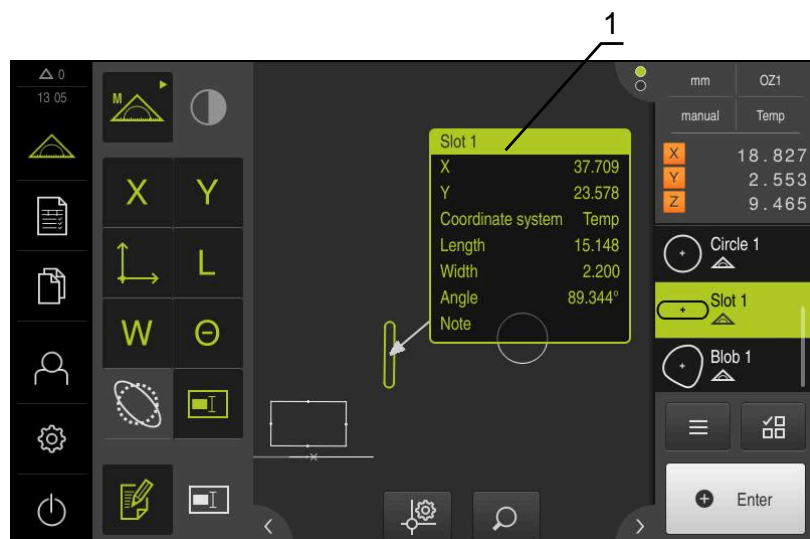 1
0
13 05
M
mm
OZ1
manual
Temp
X 18.827
Y 2.553
Z 9.465
X Y
L
W Θ
Slot 1
X 37.709
Y 23.578
Coordinate system Temp
Length 15.148
Width 2.200
Angle 89.344°
Note
Circle 1
Slot 1
Blob 1
Enter